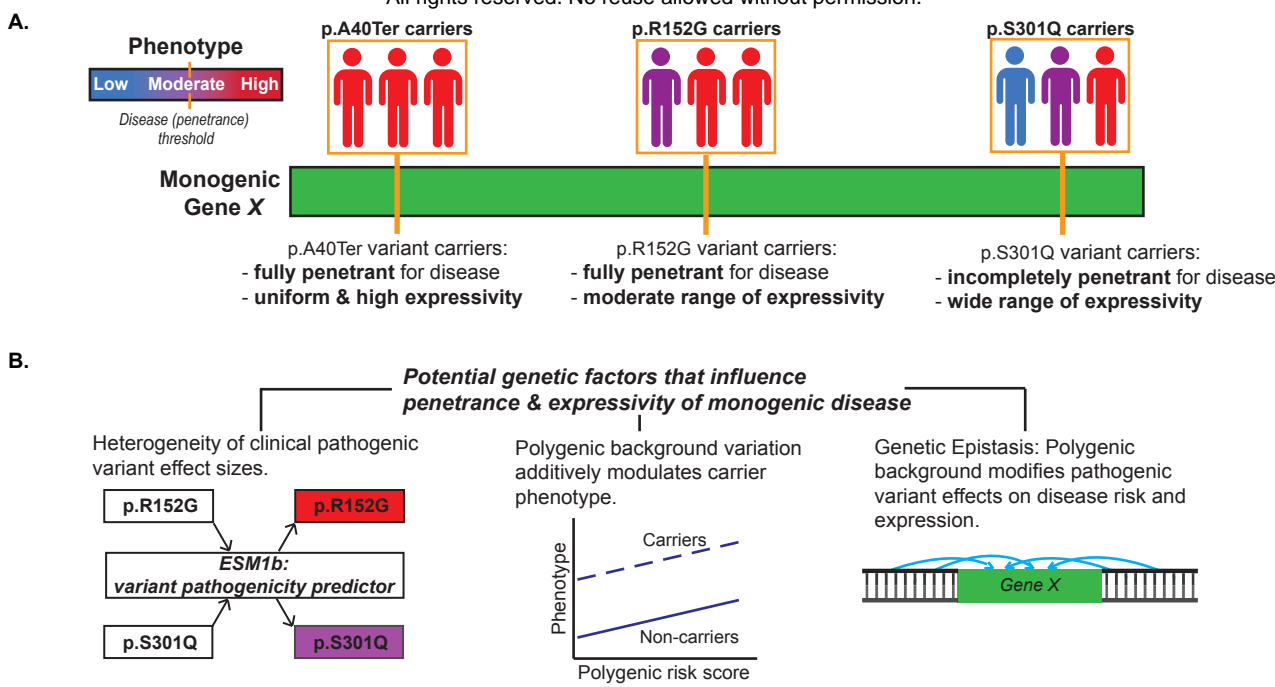 All rights reserved. No reuse allowed without permission.
A.
Phenotype
Low Moderate High
Disease (penetrance)
threshold
p.A40Ter carriers
p.R152G carriers
p.S301Q carriers
Monogenic
Gene X
p.A40Ter variant carriers:
- fully penetrant for disease
- uniform & high expressivity
p.R152G variant carriers:
- fully penetrant for disease
- moderate range of expressivity
p.S301Q variant carriers:
- incompletely penetrant for disease
- wide range of expressivity
B.
Potential genetic factors that influence
penetrance & expressivity of monogenic disease
Heterogeneity of clinical pathogenic
variant effect sizes.
p.R152G
p.R152G
ESM1b:
variant pathogenicity predictor
p.S301Q
p.S301Q
Polygenic background variation
additively modulates carrier
phenotype.
Phenotype
Carriers
Non-carriers
Polygenic risk score
Genetic Epistasis: Polygenic
background modifies pathogenic
variant effects on disease risk and
expression.
Gene X